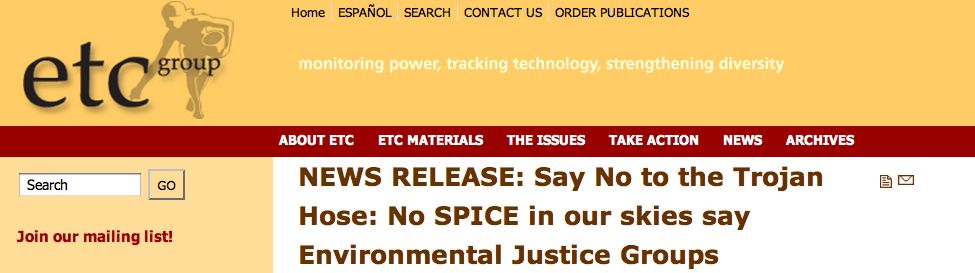 Home ESPAÑOL SEARCH CONTACT US ORDER PUBLICATIONS
etc group
monitoring power, tracking technology, strengthening diversity
ABOUT ETC ETC MATERIALS THE ISSUES TAKE ACTION NEWS ARCHIVES
Search GO
Join our mailing list!
NEWS RELEASE: Say No to the Trojan
Hose: No SPICE in our skies say
Environmental Justice Groups